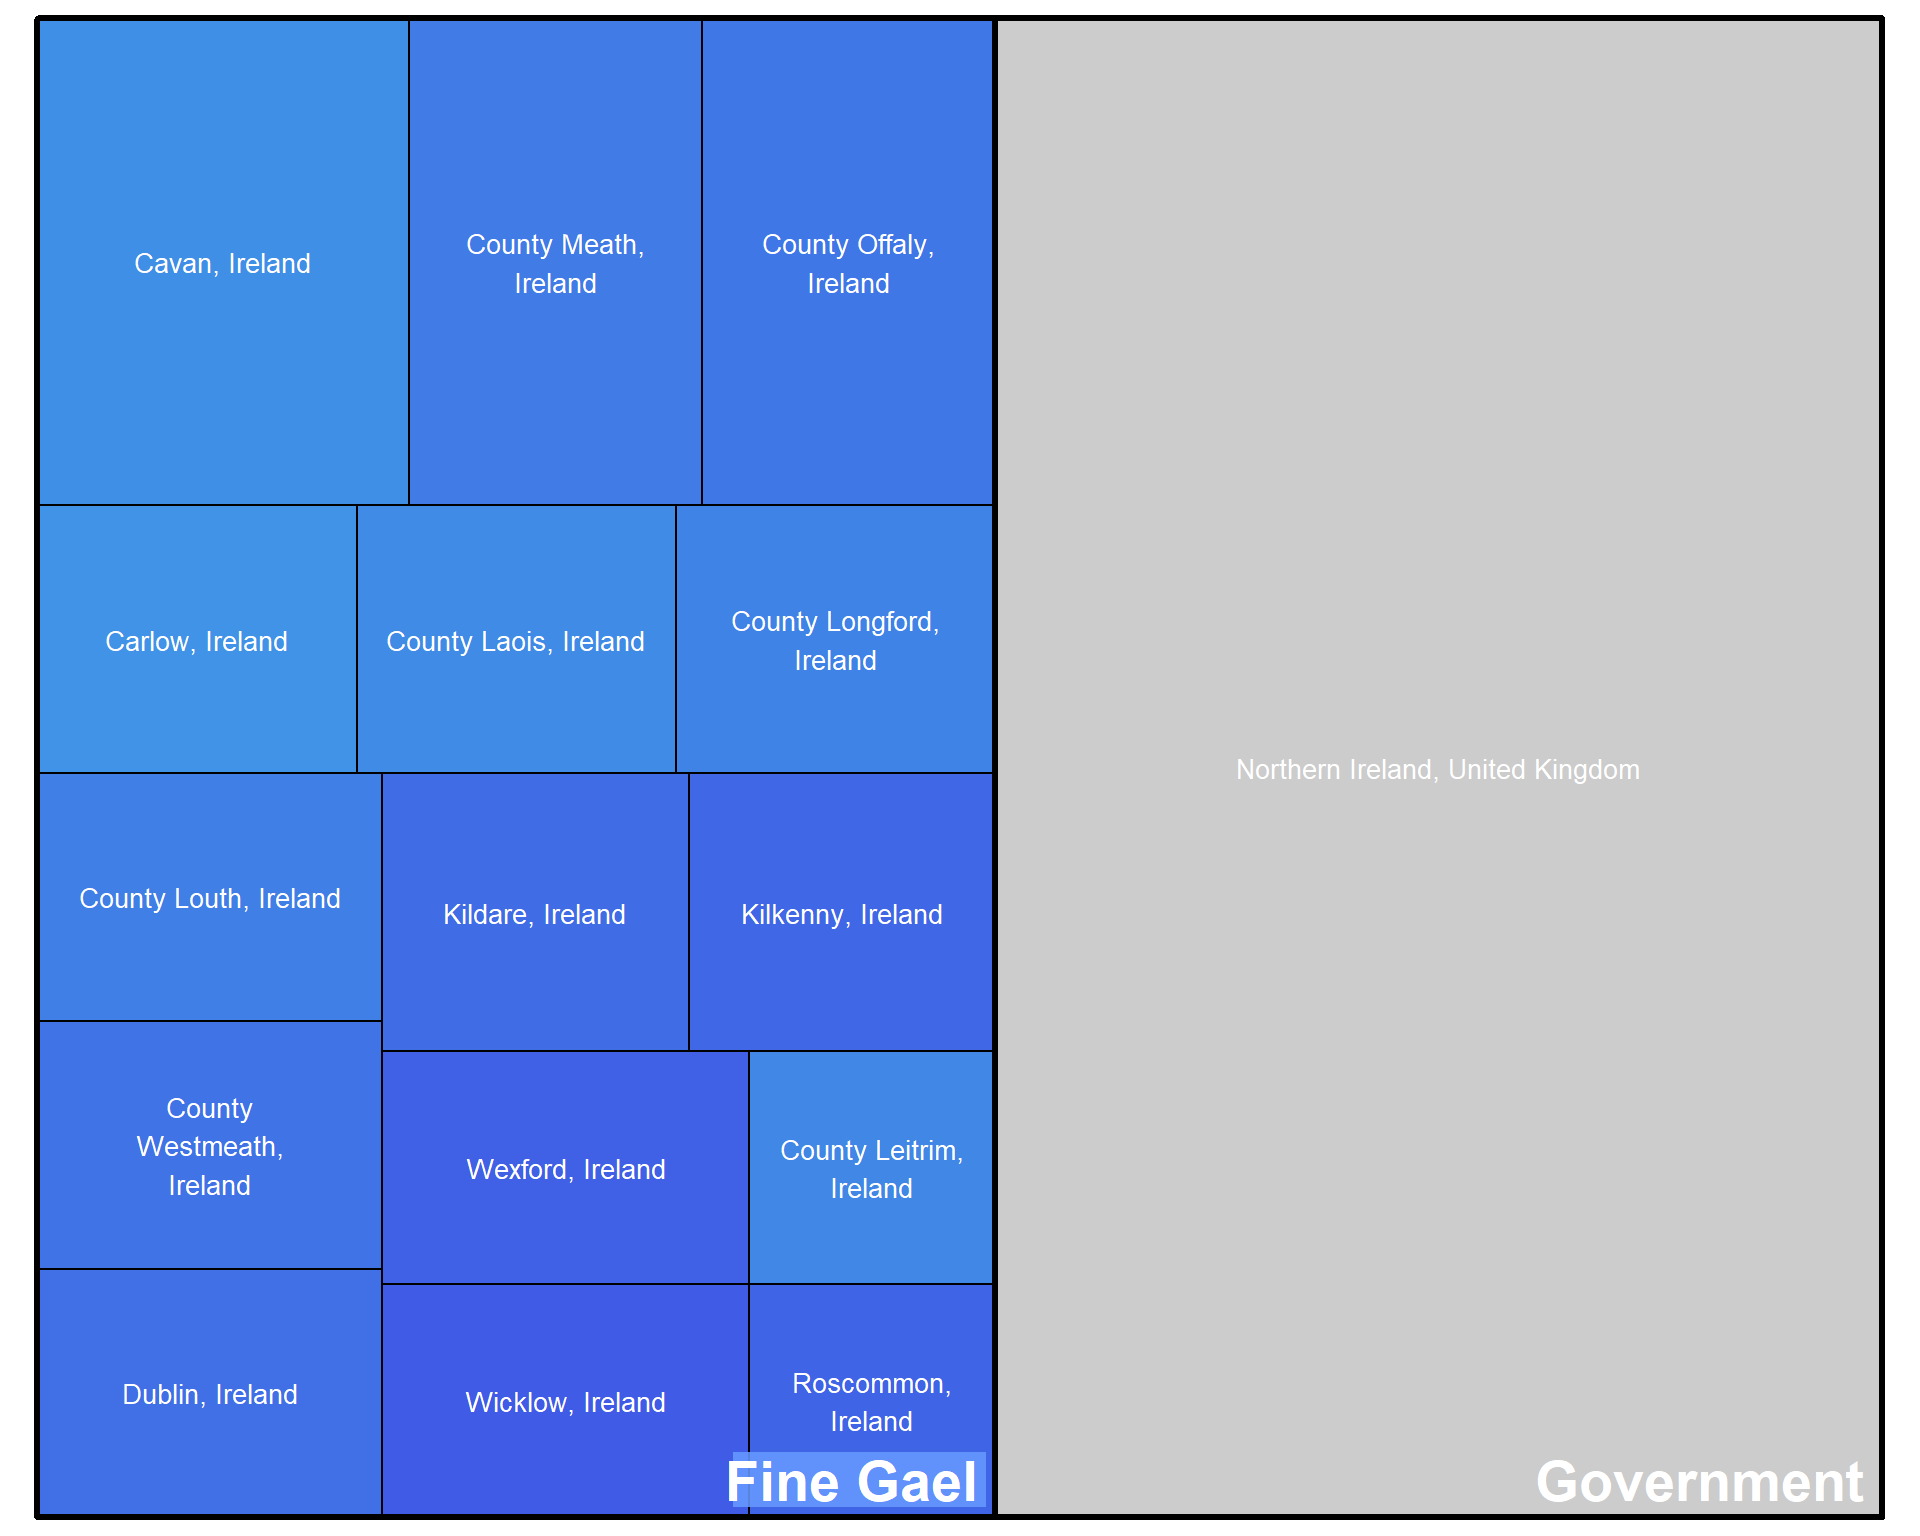 Cavan, Ireland
County Meath,
Ireland
County Offaly,
Ireland
Carlow, Ireland
County Laois, Ireland
County Longford,
Ireland
County Louth, Ireland
Kildare, Ireland
Kilkenny, Ireland
County
Westmeath,
Ireland
Wexford, Ireland
County Leitrim,
Ireland
Dublin, Ireland
Wicklow, Ireland
Roscommon,
Ireland
Fine Gael
Northern Ireland, United Kingdom
Government